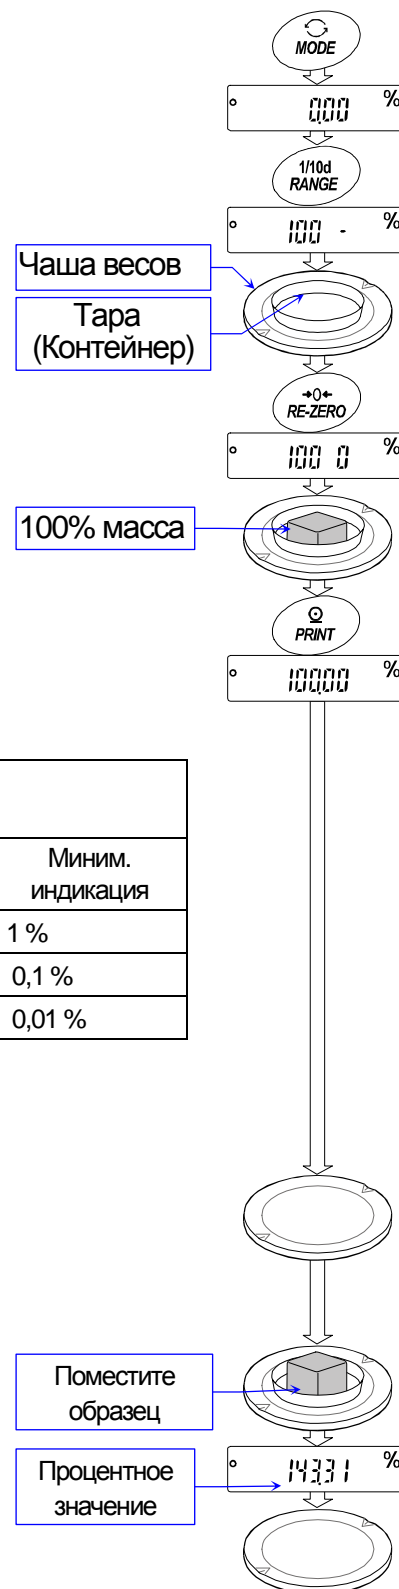 MODE
0,00 %
1/10d
RANGE
100 - %
Чаша весов
Тара
(Контейнер)
→0←
RE-ZERO
100 0 %
100% масса
PRINT
100,00 %
Миним.
индикация
1 %
0,1 %
0,01 %
Поместите
образец
Процентное
значение
143,31 %